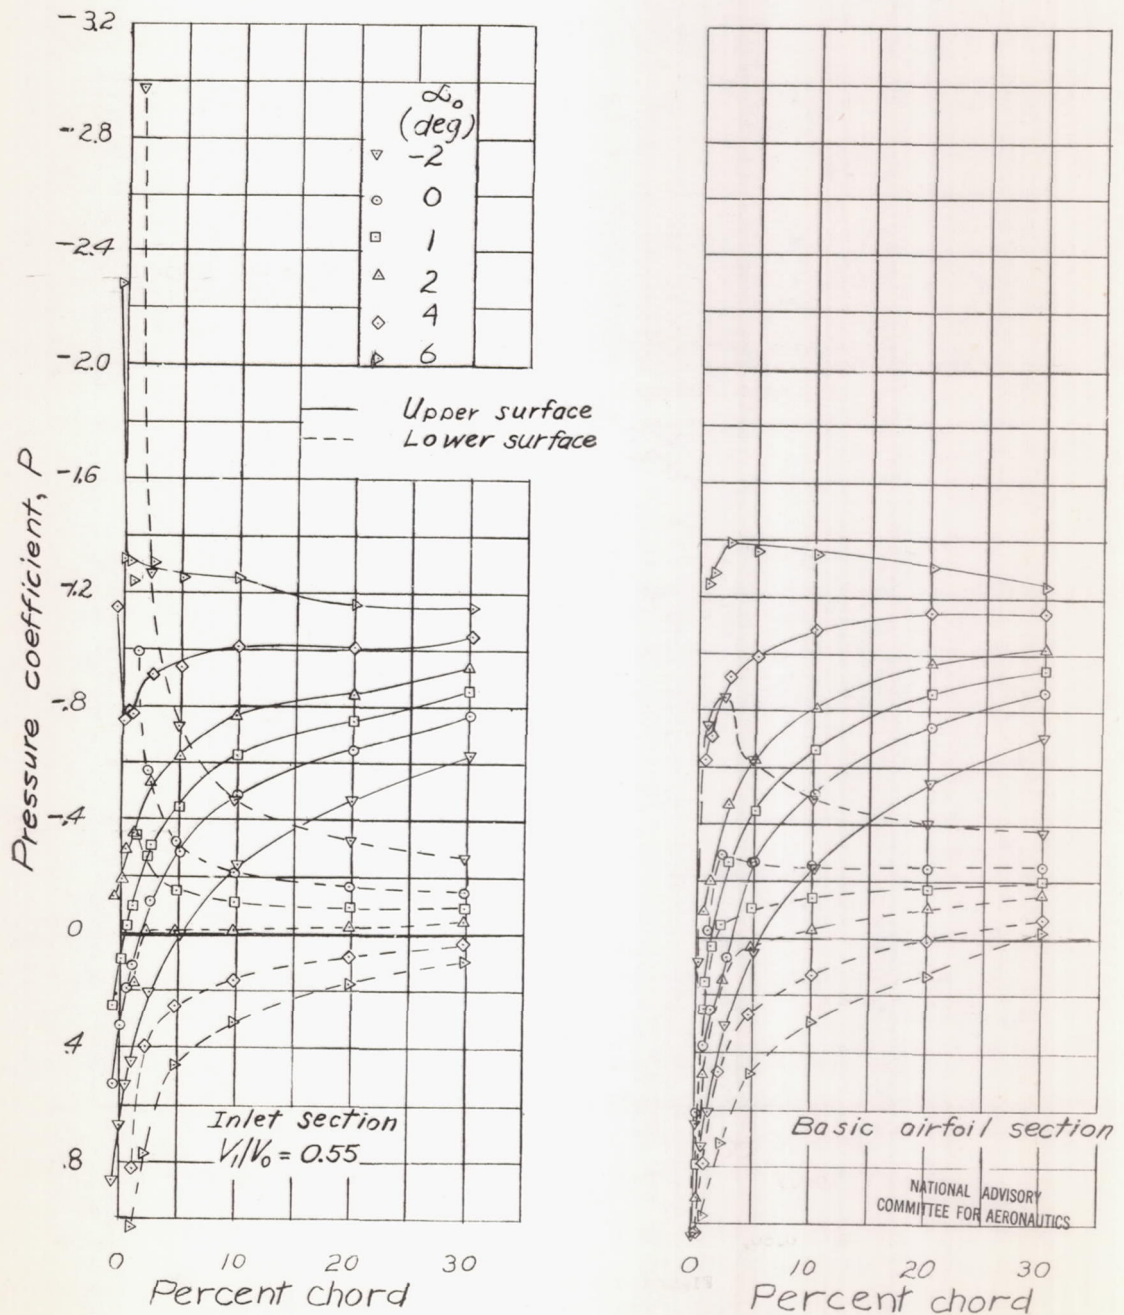 -3.2
-2.8
-2.4
-2.0
-1.6
-1.2
-.8
-.4
0
.4
.8
Pressure coefficient, P
α₀
(deg)
-2
0
1
2
4
6
Upper surface
Lower surface
Inlet section
V₁/V₀ = 0.55
0 10 20 30
Percent chord
Basic airfoil section
NATIONAL ADVISORY
COMMITTEE FOR AERONAUTICS
0 10 20 30
Percent chord